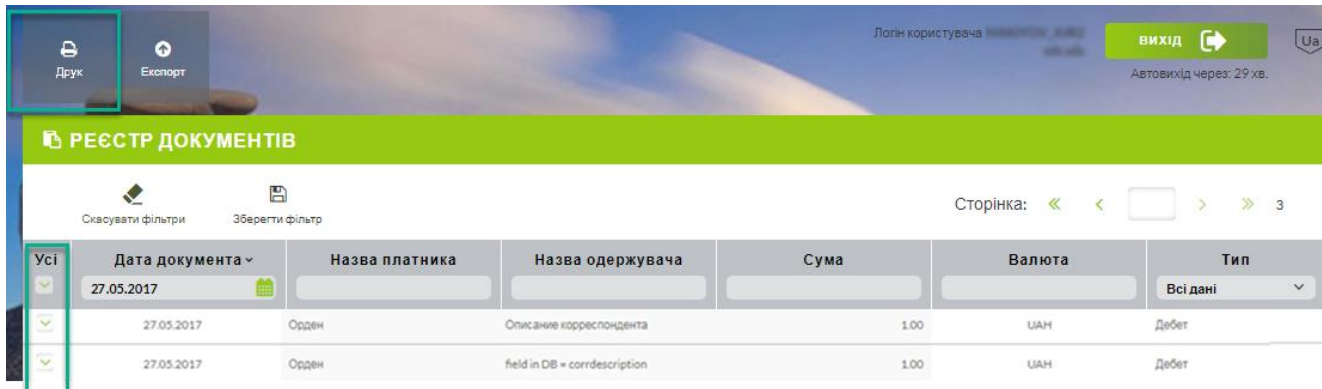 Друк
Експорт
Логін користувача
ВИХІД
Ua
Автовихід через: 29 хв.
РЕЄСТР ДОКУМЕНТІВ
Скасувати фільтри
Зберегти фільтр
Сторінка: « < > » 3
Усі Дата документа Назва платника Назва одержувача Сума Валюта Тип
27.05.2017 Всі дані
27.05.2017 Орден Описание корреспондента 1.00 UAH Дебет
27.05.2017 Орден field in DB = corrdescription 1.00 UAH Дебет